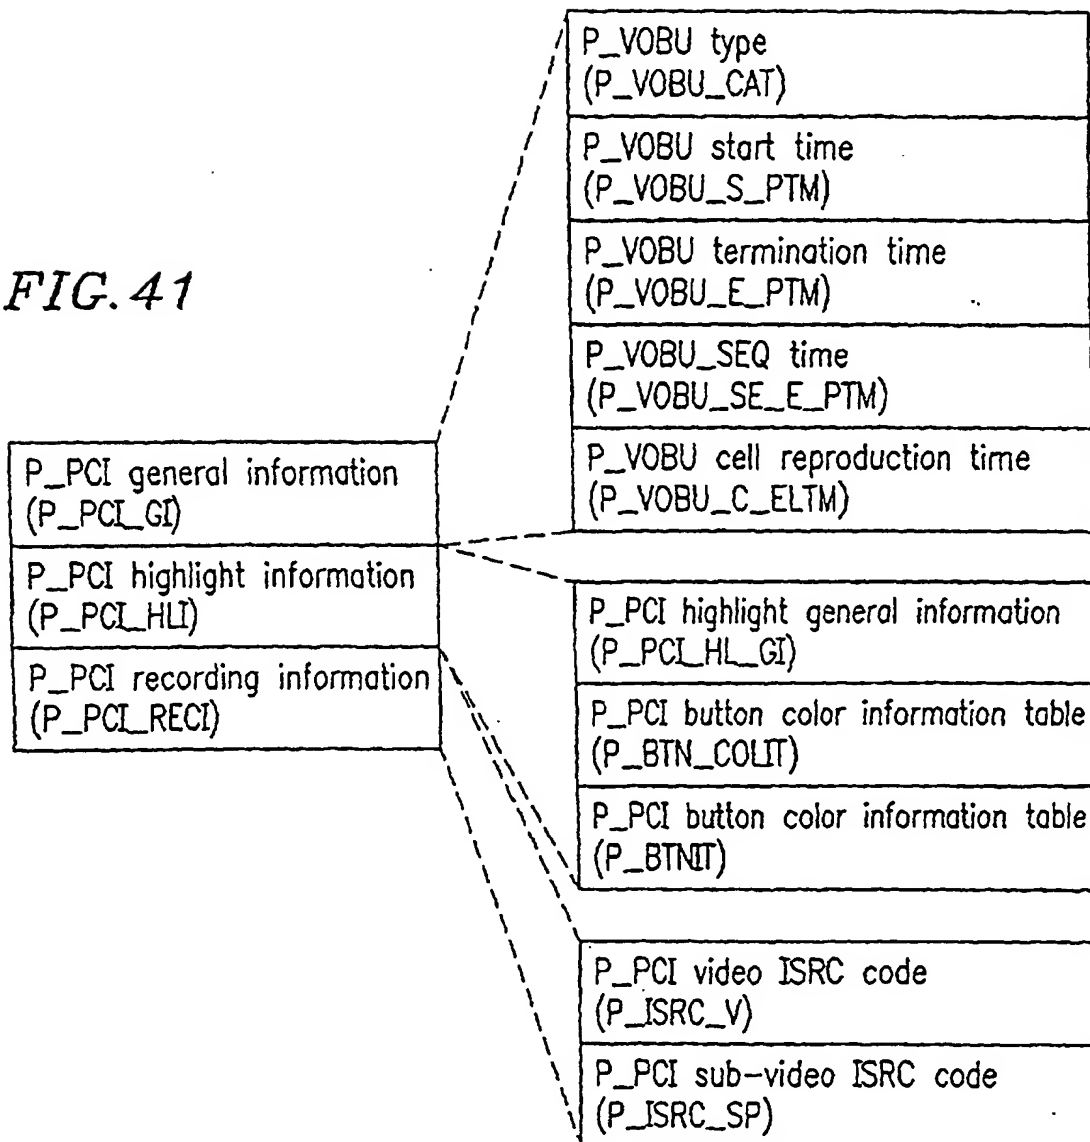 FIG. 41
P_PCI general information
(P_PCI_GI)
P_PCI highlight information
(P_PCI_HLI)
P_PCI recording information
(P_PCI_RECI)
P_VOBU type
(P_VOBU_CAT)
P_VOBU start time
(P_VOBU_S_PTM)
P_VOBU termination time
(P_VOBU_E_PTM)
P_VOBU_SEQ time
(P_VOBU_SE_E_PTM)
P_VOBU cell reproduction time
(P_VOBU_C_ELTM)
P_PCI highlight general information
(P_PCI_HL_GI)
P_PCI button color information table
(P_BTN_COLIT)
P_PCI button color information table
(P_BTNIT)
P_PCI video ISRC code
(P_ISRC_V)
P_PCI sub-video ISRC code
(P_ISRC_SP)